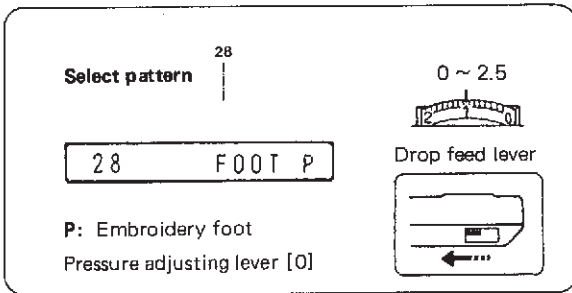 28
Select pattern
28 FOOT P
P: Embroidery foot
Pressure adjusting lever [0]
0 ~ 2.5
2 1 0
Drop feed lever